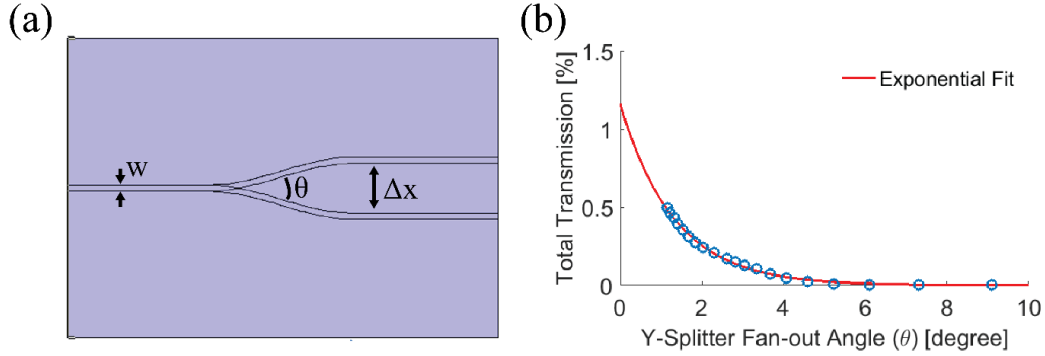 (a)
w
θ
Δx
(b)
Total Transmission [%]
1.5
1
0.5
0
Exponential Fit
0 2 4 6 8 10
Y-Splitter Fan-out Angle (θ) [degree]